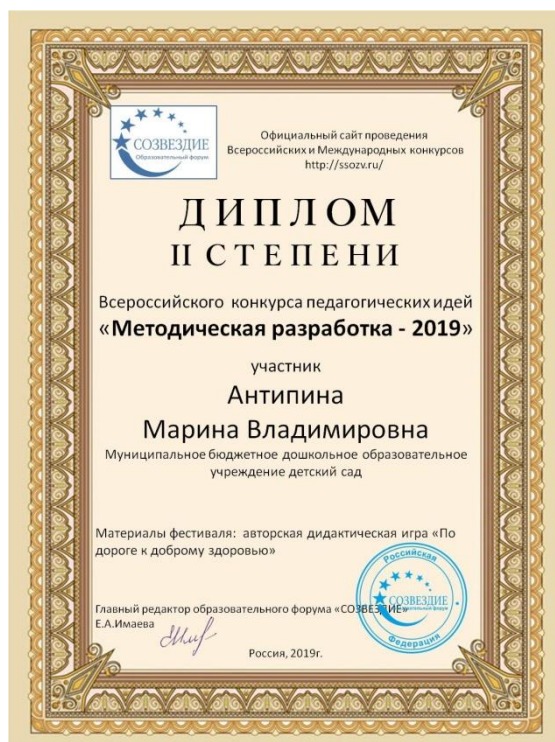 СОЗВЕЗДИЕ
Образовательный форум
Официальный сайт проведения
Всероссийских и Международных конкурсов
http://ssozv.ru/
ДИПЛОМ
II СТЕПЕНИ
Всероссийского конкурса педагогических идей
«Методическая разработка - 2019»
участник
Антипина
Марина Владимировна
Муниципальное бюджетное дошкольное образовательное
учреждение детский сад
Материалы фестиваля: авторская дидактическая игра «По
дороге к доброму здоровью»
Главный редактор образовательного форума «СОЗВЕЗДИЕ»
Е.А.Имаева
Россия, 2019г.
Российская
СОЗВЕЗДИЕ
Образовательный форум
Федерация